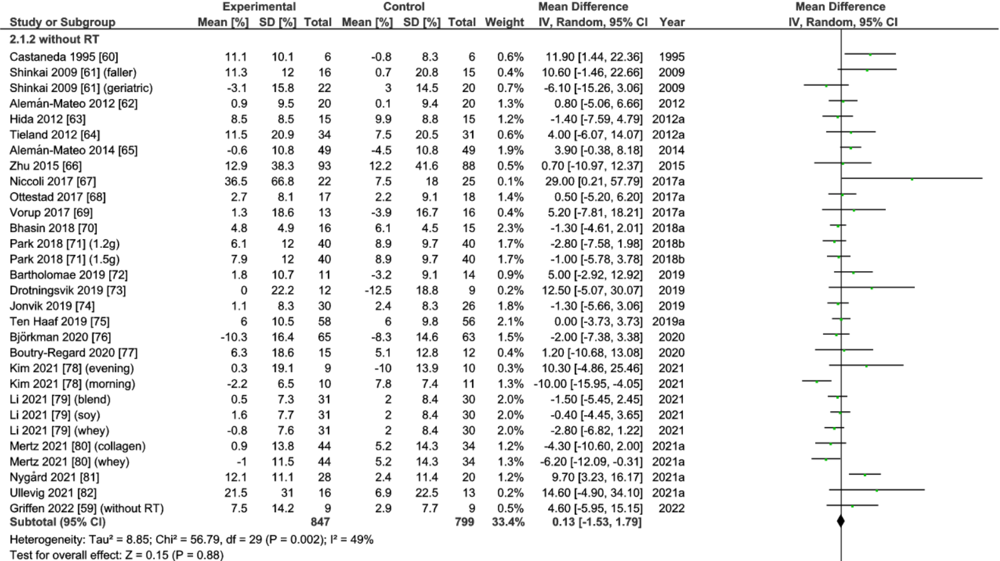 Experimental Control Mean Difference Mean Difference
Study or Subgroup Mean [%] SD [%] Total Mean [%] SD [%] Total Weight IV, Random, 95% CI Year IV, Random, 95% CI
2.1.2 without RT
Castaneda 1995 [60] 11.1 10.1 6 -0.8 8.3 6 0.6% 11.90 [1.44, 22.36] 1995
Shinkai 2009 [61] (faller) 11.3 12 16 0.7 20.8 15 0.4% 10.60 [-1.46, 22.66] 2009
Shinkai 2009 [61] (geriatric) -3.1 15.8 22 3 14.5 20 0.7% -6.10 [-15.26, 3.06] 2009
Alemán-Mateo 2012 [62] 0.9 9.5 20 0.1 9.4 20 1.3% 0.80 [-5.06, 6.66] 2012
Hida 2012 [63] 8.5 8.5 15 9.9 8.8 15 1.2% -1.40 [-7.59, 4.79] 2012a
Tieland 2012 [64] 11.5 20.9 34 7.5 20.5 31 0.6% 4.00 [-6.07, 14.07] 2012a
Alemán-Mateo 2014 [65] -0.6 10.8 49 -4.5 10.8 49 1.9% 3.90 [-0.38, 8.18] 2014
Zhu 2015 [66] 12.9 38.3 93 12.2 41.6 88 0.5% 0.70 [-10.97, 12.37] 2015
Niccoli 2017 [67] 36.5 66.8 22 7.5 18 25 0.1% 29.00 [0.21, 57.79] 2017a
Ottestad 2017 [68] 2.7 8.1 17 2.2 9.1 18 1.4% 0.50 [-5.20, 6.20] 2017a
Vorup 2017 [69] 1.3 18.6 13 -3.9 16.7 16 0.4% 5.20 [-7.81, 18.21] 2017a
Bhasin 2018 [70] 4.8 4.9 16 6.1 4.5 15 2.3% -1.30 [-4.61, 2.01] 2018a
Park 2018 [71] (1.2g) 6.1 12 40 8.9 9.7 40 1.7% -2.80 [-7.58, 1.98] 2018b
Park 2018 [71] (1.5g) 7.9 12 40 8.9 9.7 40 1.7% -1.00 [-5.78, 3.78] 2018b
Bartholomae 2019 [72] 1.8 10.7 11 -3.2 9.1 14 0.9% 5.00 [-2.92, 12.92] 2019
Drotningsvik 2019 [73] 0 22.2 12 -12.5 18.8 9 0.2% 12.50 [-5.07, 30.07] 2019
Jonvik 2019 [74] 1.1 8.3 30 2.4 8.3 26 1.8% -1.30 [-5.66, 3.06] 2019
Ten Haaf 2019 [75] 6 10.5 58 6 9.8 56 2.1% 0.00 [-3.73, 3.73] 2019a
Björkman 2020 [76] -10.3 16.4 65 -8.3 14.6 63 1.5% -2.00 [-7.38, 3.38] 2020
Boutry-Regard 2020 [77] 6.3 18.6 15 5.1 12.8 12 0.4% 1.20 [-10.68, 13.08] 2020
Kim 2021 [78] (evening) 0.3 19.1 9 -10 13.9 10 0.3% 10.30 [-4.86, 25.46] 2021
Kim 2021 [78] (morning) -2.2 6.5 10 7.8 7.4 11 1.3% -10.00 [-15.95, -4.05] 2021
Li 2021 [79] (blend) 0.5 7.3 31 2 8.4 30 2.0% -1.50 [-5.45, 2.45] 2021
Li 2021 [79] (soy) 1.6 7.7 31 2 8.4 30 2.0% -0.40 [-4.45, 3.65] 2021
Li 2021 [79] (whey) -0.8 7.6 31 2 8.4 30 2.0% -2.80 [-6.82, 1.22] 2021
Mertz 2021 [80] (collagen) 0.9 13.8 44 5.2 14.3 34 1.2% -4.30 [-10.60, 2.00] 2021a
Mertz 2021 [80] (whey) -1 11.5 44 5.2 14.3 34 1.3% -6.20 [-12.09, -0.31] 2021a
Nygård 2021 [81] 12.1 11.1 28 2.4 11.4 20 1.2% 9.70 [3.23, 16.17] 2021a
Ullevig 2021 [82] 21.5 31 16 6.9 22.5 13 0.2% 14.60 [-4.90, 34.10] 2021a
Griffen 2022 [59] (without RT) 7.5 14.2 9 2.9 7.7 9 0.5% 4.60 [-5.95, 15.15] 2022
Subtotal (95% CI) 847 799 33.4% 0.13 [-1.53, 1.79]
Heterogeneity: Tau² = 8.85; Chi² = 56.79, df = 29 (P = 0.002); I² = 49%
Test for overall effect: Z = 0.15 (P = 0.88)